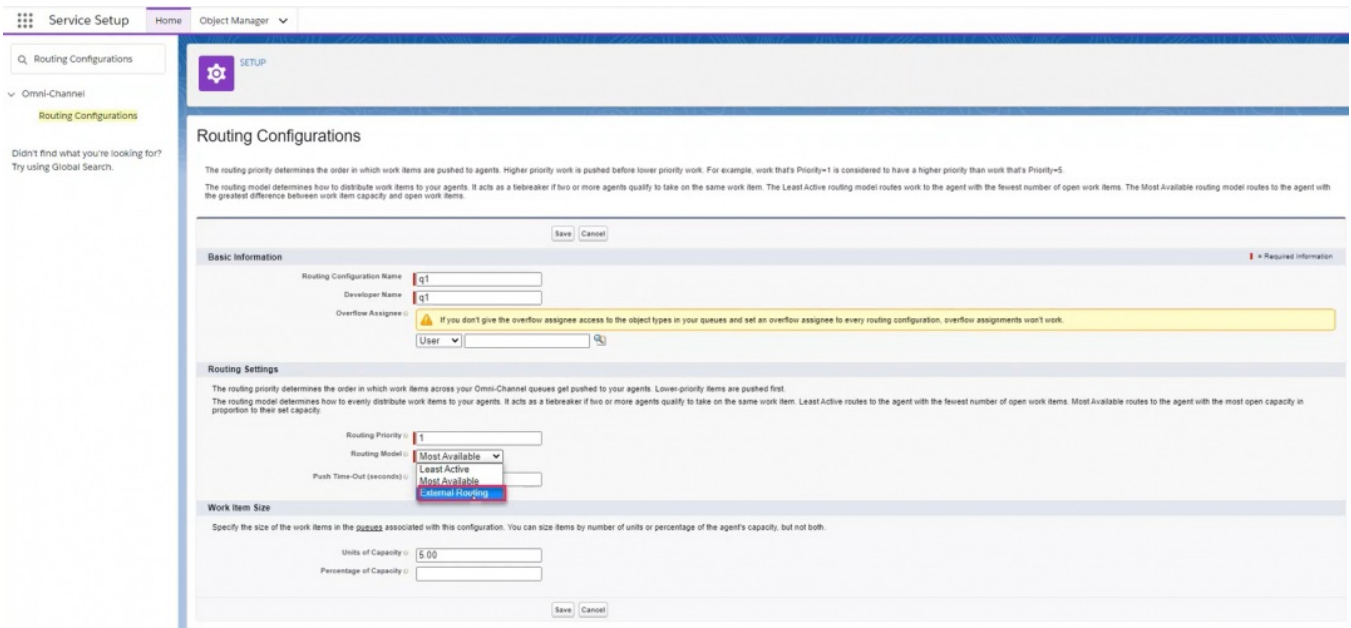 Service Setup Home Object Manager
Routing Configurations
SETUP
Omni-Channel
Routing Configurations
Didn't find what you're looking for?
Try using Global Search.
Routing Configurations
The routing priority determines the order in which work items are pushed to agents. Higher priority work is pushed before lower priority work. For example, work that's Priority=1 is considered to have a higher priority than work that's Priority=5.
The routing model determines how to distribute work items to your agents. It acts as a tiebreaker if two or more agents qualify to take on the same work item. The Least Active routing model routes work to the agent with the fewest number of open work items. The Most Available routing model routes to the agent with
the greatest difference between work item capacity and open work items.
Save Cancel
Basic Information
= Required Information
Routing Configuration Name q1
Developer Name q1
Overflow Assignee
If you don't give the overflow assignee access to the object types in your queues and set an overflow assignee to every routing configuration, overflow assignments won't work.
User
Routing Settings
The routing priority determines the order in which work items across your Omni-Channel queues get pushed to your agents. Lower-priority items are pushed first.
The routing model determines how to evenly distribute work items to your agents. It acts as a tiebreaker if two or more agents qualify to take on the same work item. Least Active routes to the agent with the fewest number of open work items. Most Available routes to the agent with the most open capacity in
proportion to their set capacity.
Routing Priority 1
Routing Model Most Available
Least Active
Push Time-Out (seconds) Most Available
External Routing
Work Item Size
Specify the size of the work items in the queues associated with this configuration. You can size items by number of units or percentage of the agent's capacity, but not both.
Units of Capacity 5.00
Percentage of Capacity
Save Cancel